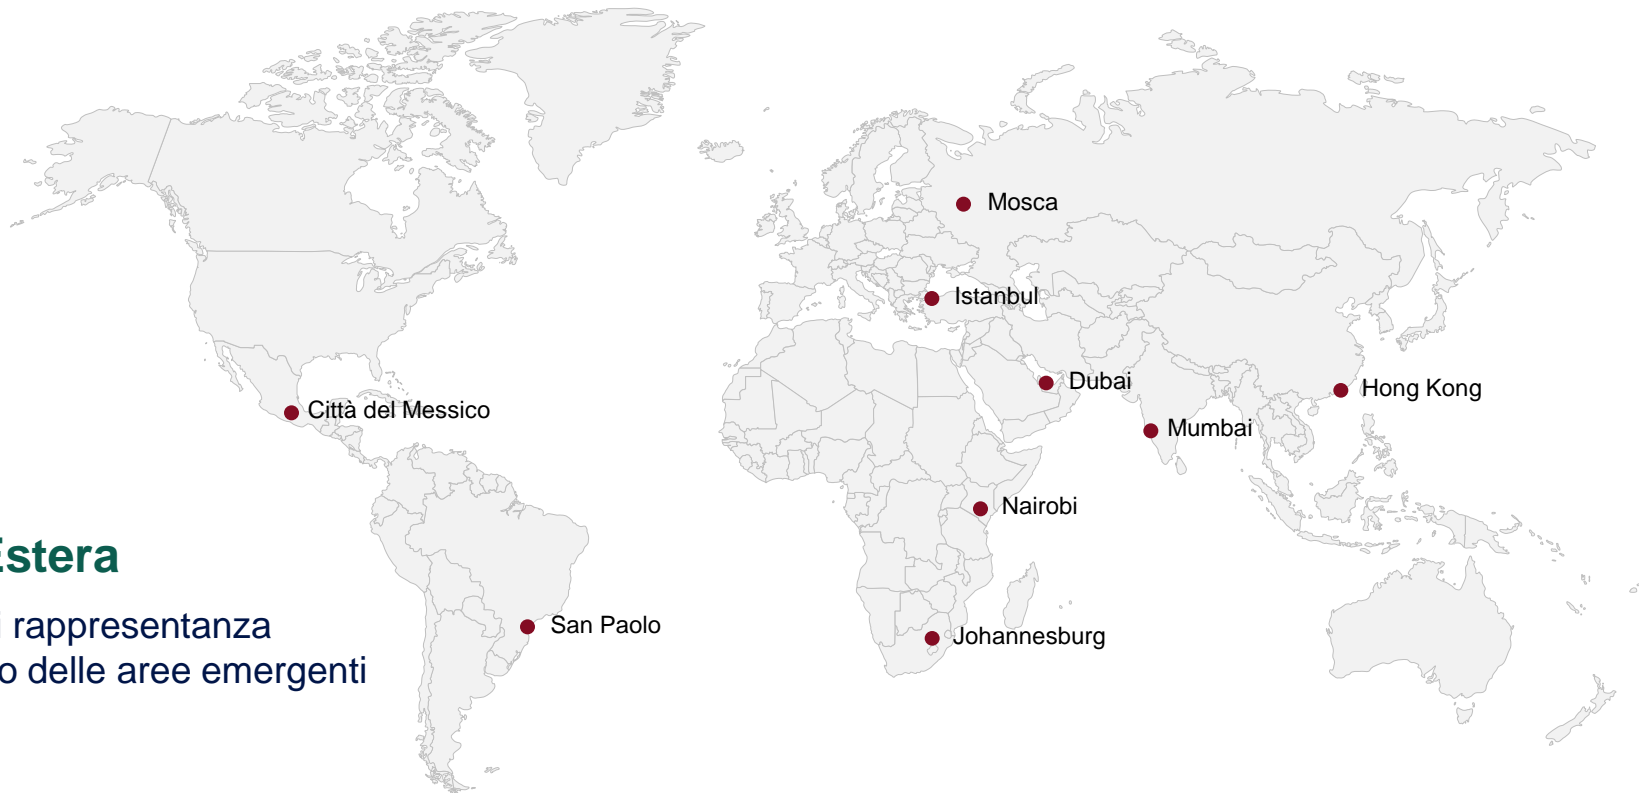 Mosca
Istanbul
Dubai
Hong Kong
Città del Messico
Mumbai
Nairobi
Estera
i rappresentanza
San Paolo
Johannesburg
o delle aree emergenti